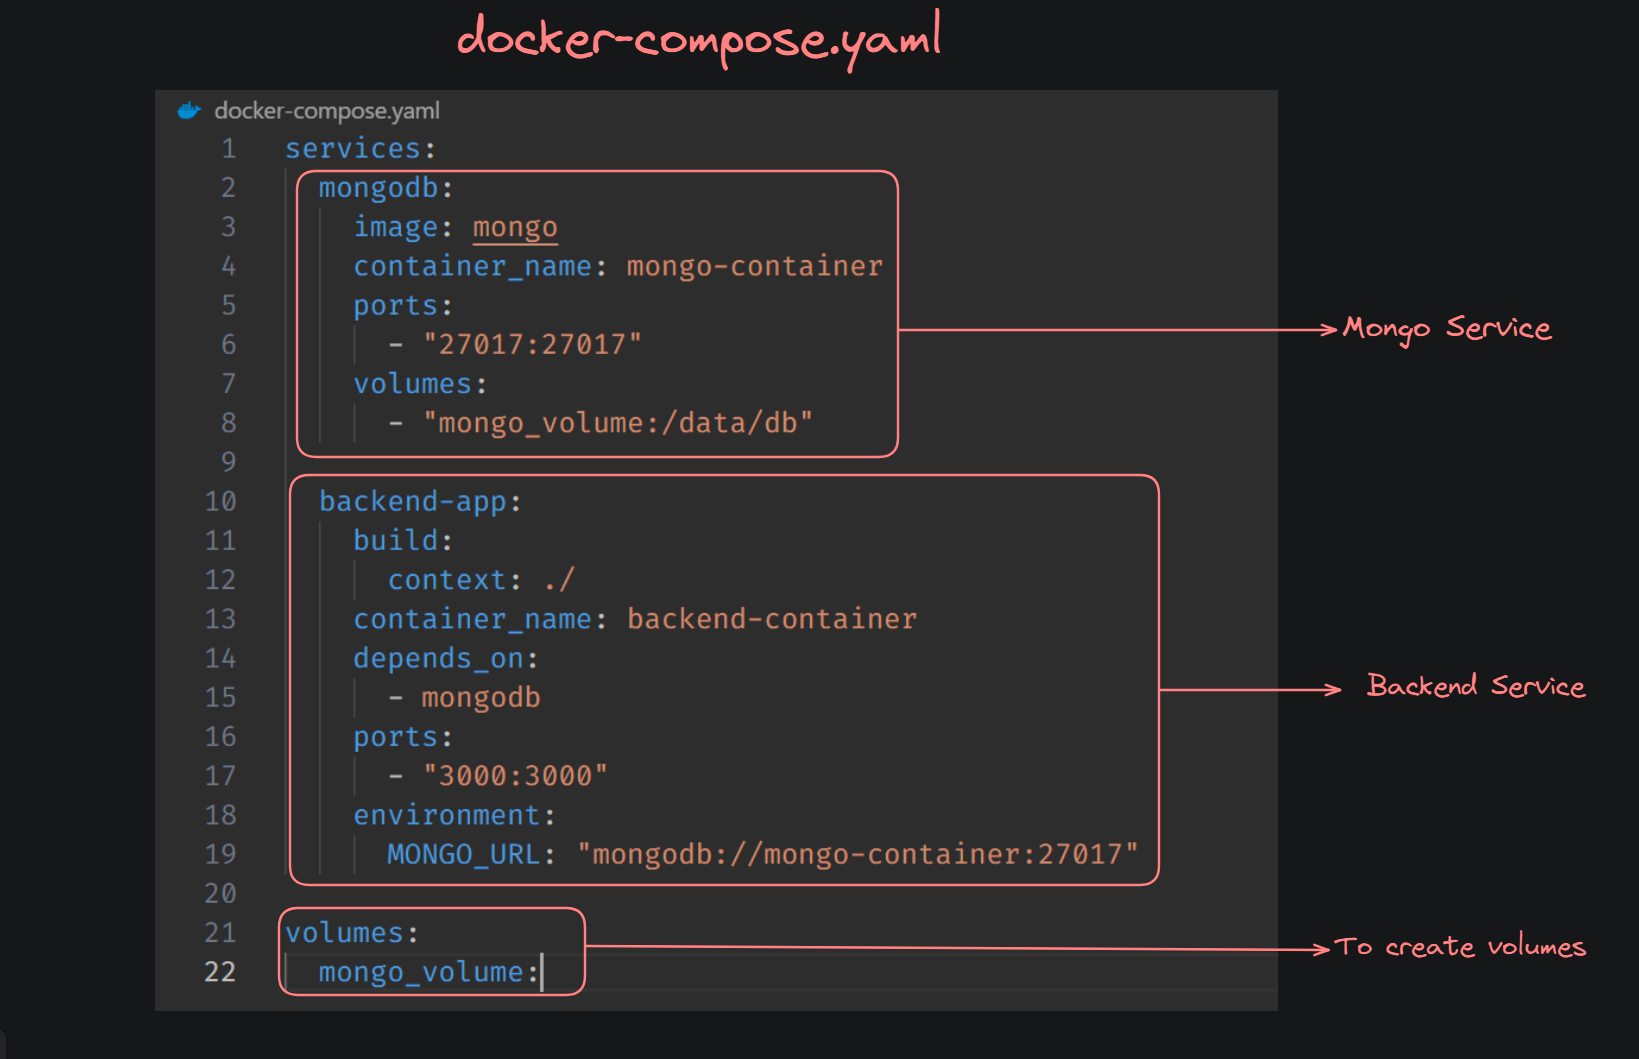 docker-compose.yaml
docker-compose.yaml
1 services:
2 mongodb:
3 image: mongo
4 container_name: mongo-container
5 ports:
6 - "27017:27017"
Mongo Service
7 volumes:
8 - "mongo_volume:/data/db"
9
10 backend-app:
11 build:
12 context: ./
13 container_name: backend-container
14 depends_on:
15 - mongodb
Backend Service
16 ports:
17 - "3000:3000"
18 environment:
19 MONGO_URL: "mongodb://mongo-container:27017"
20
21 volumes:
To create volumes
22 mongo_volume: